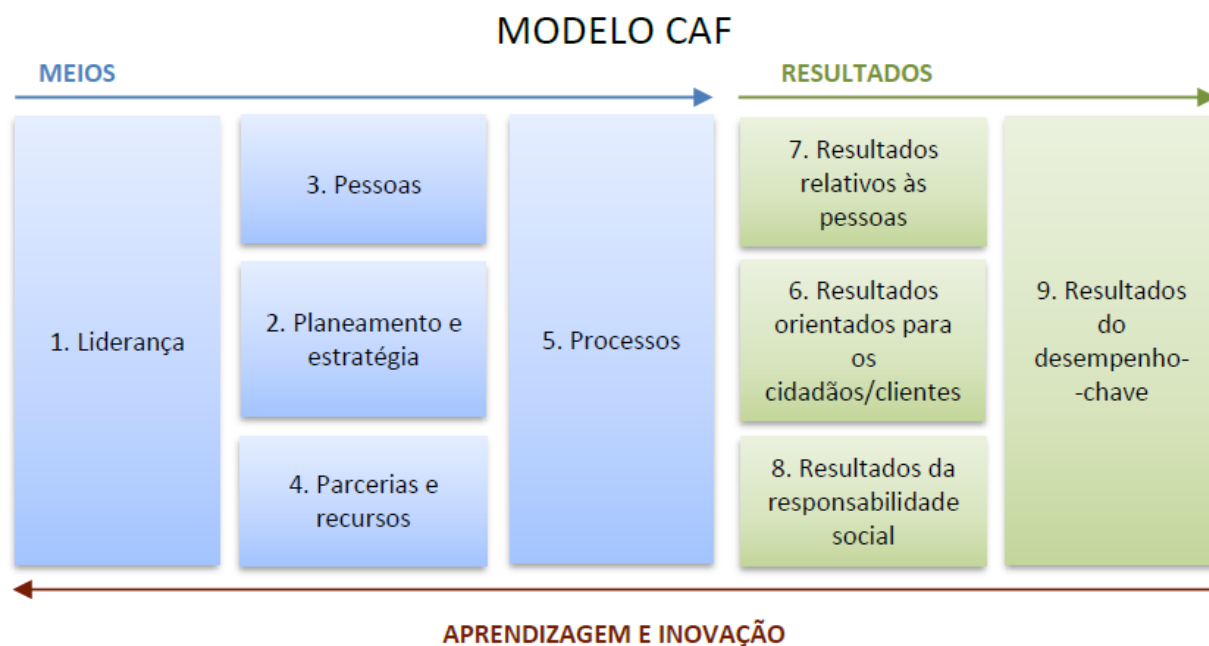 MODELO CAF
MEIOS
RESULTADOS
1. Liderança
3. Pessoas
2. Planeamento e
estratégia
4. Parcerias e
recursos
5. Processos
7. Resultados
relativos às
pessoas
6. Resultados
orientados para
os
cidadãos/clientes
8. Resultados da
responsabilidade
social
9. Resultados
do
desempenho-
-chave
APRENDIZAGEM E INOVAÇÃO